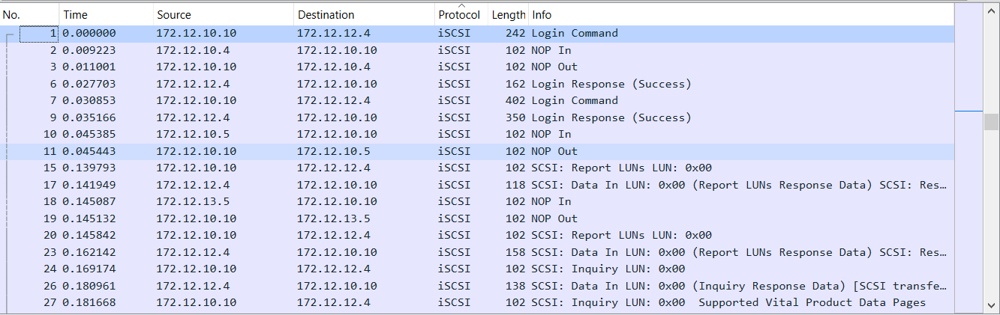 No. Time Source Destination Protocol Length Info
1 0.000000 172.12.10.10 172.12.12.4 iSCSI 242 Login Command
2 0.009223 172.12.10.4 172.12.10.10 iSCSI 102 NOP In
3 0.011001 172.12.10.10 172.12.10.4 iSCSI 102 NOP Out
6 0.027703 172.12.12.4 172.12.10.10 iSCSI 162 Login Response (Success)
7 0.030853 172.12.10.10 172.12.12.4 iSCSI 402 Login Command
9 0.035166 172.12.12.4 172.12.10.10 iSCSI 350 Login Response (Success)
10 0.045385 172.12.10.5 172.12.10.10 iSCSI 102 NOP In
11 0.045443 172.12.10.10 172.12.10.5 iSCSI 102 NOP Out
15 0.139793 172.12.10.10 172.12.12.4 iSCSI 102 SCSI: Report LUNs LUN: 0x00
17 0.141949 172.12.12.4 172.12.10.10 iSCSI 118 SCSI: Data In LUN: 0x00 (Report LUNs Response Data) SCSI: Res…
18 0.145087 172.12.13.5 172.12.10.10 iSCSI 102 NOP In
19 0.145132 172.12.10.10 172.12.13.5 iSCSI 102 NOP Out
20 0.145842 172.12.10.10 172.12.12.4 iSCSI 102 SCSI: Report LUNs LUN: 0x00
23 0.162142 172.12.12.4 172.12.10.10 iSCSI 158 SCSI: Data In LUN: 0x00 (Report LUNs Response Data) SCSI: Res…
24 0.169174 172.12.10.10 172.12.12.4 iSCSI 102 SCSI: Inquiry LUN: 0x00
26 0.180961 172.12.12.4 172.12.10.10 iSCSI 138 SCSI: Data In LUN: 0x00 (Inquiry Response Data) [SCSI transfe…
27 0.181668 172.12.10.10 172.12.12.4 iSCSI 102 SCSI: Inquiry LUN: 0x00 Supported Vital Product Data Pages